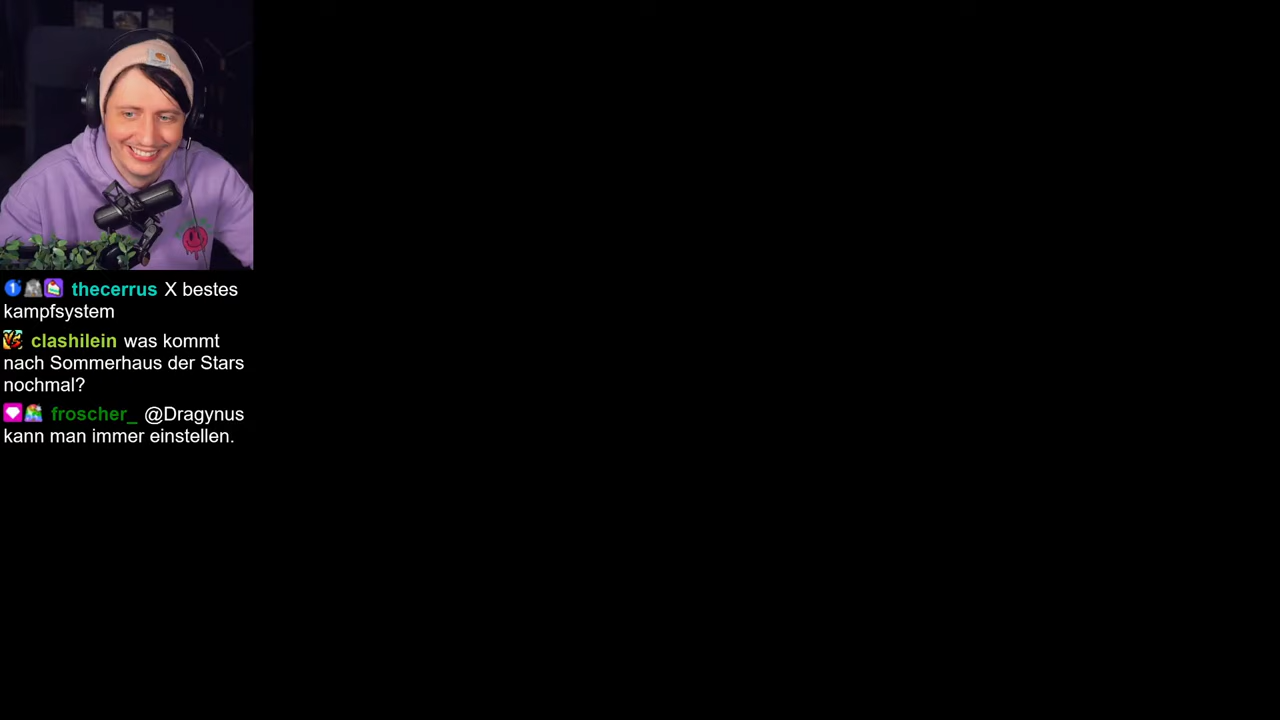 thecerrus X bestes
kampfsystem
clashilein was kommt
nach Sommerhaus der Stars
nochmal?
froscher_ @Dragynus
kann man immer einstellen.